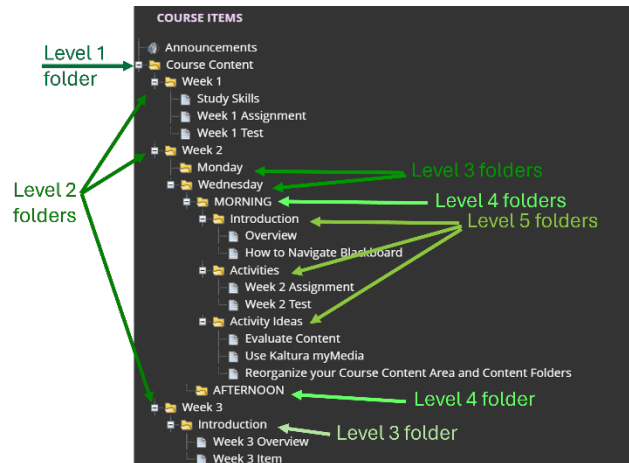 COURSE ITEMS
Announcements
Level 1
folder
Course Content
Week 1
Study Skills
Week 1 Assignment
Week 1 Test
Week 2
Monday
Level 3 folders
Level 2
folders
Wednesday
MORNING
Level 4 folders
Introduction
Level 5 folders
Overview
How to Navigate Blackboard
Activities
Week 2 Assignment
Week 2 Test
Activity Ideas
Evaluate Content
Use Kaltura myMedia
Reorganize your Course Content Area and Content Folders
AFTERNOON
Level 4 folder
Week 3
Introduction
Level 3 folder
Week 3 Overview
Week 3 Item